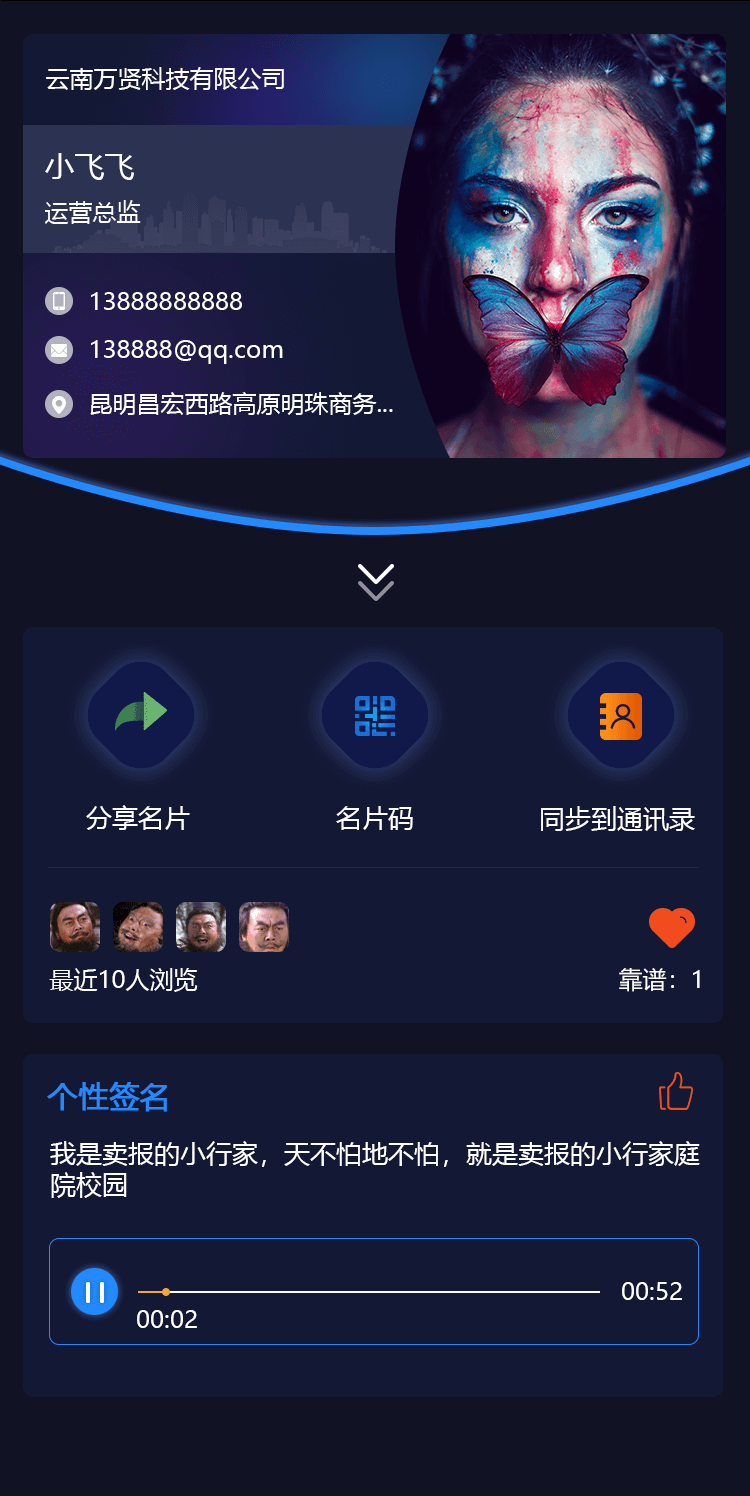 云南万贤科技有限公司
小飞飞
运营总监
13888888888
138888@qq.com
昆明昌宏西路高原明珠商务...
分享名片
名片码
同步到通讯录
最近10人浏览
靠谱：1
个性签名
我是卖报的小行家，天不怕地不怕，就是卖报的小行家庭
院校园
00:52
00:02